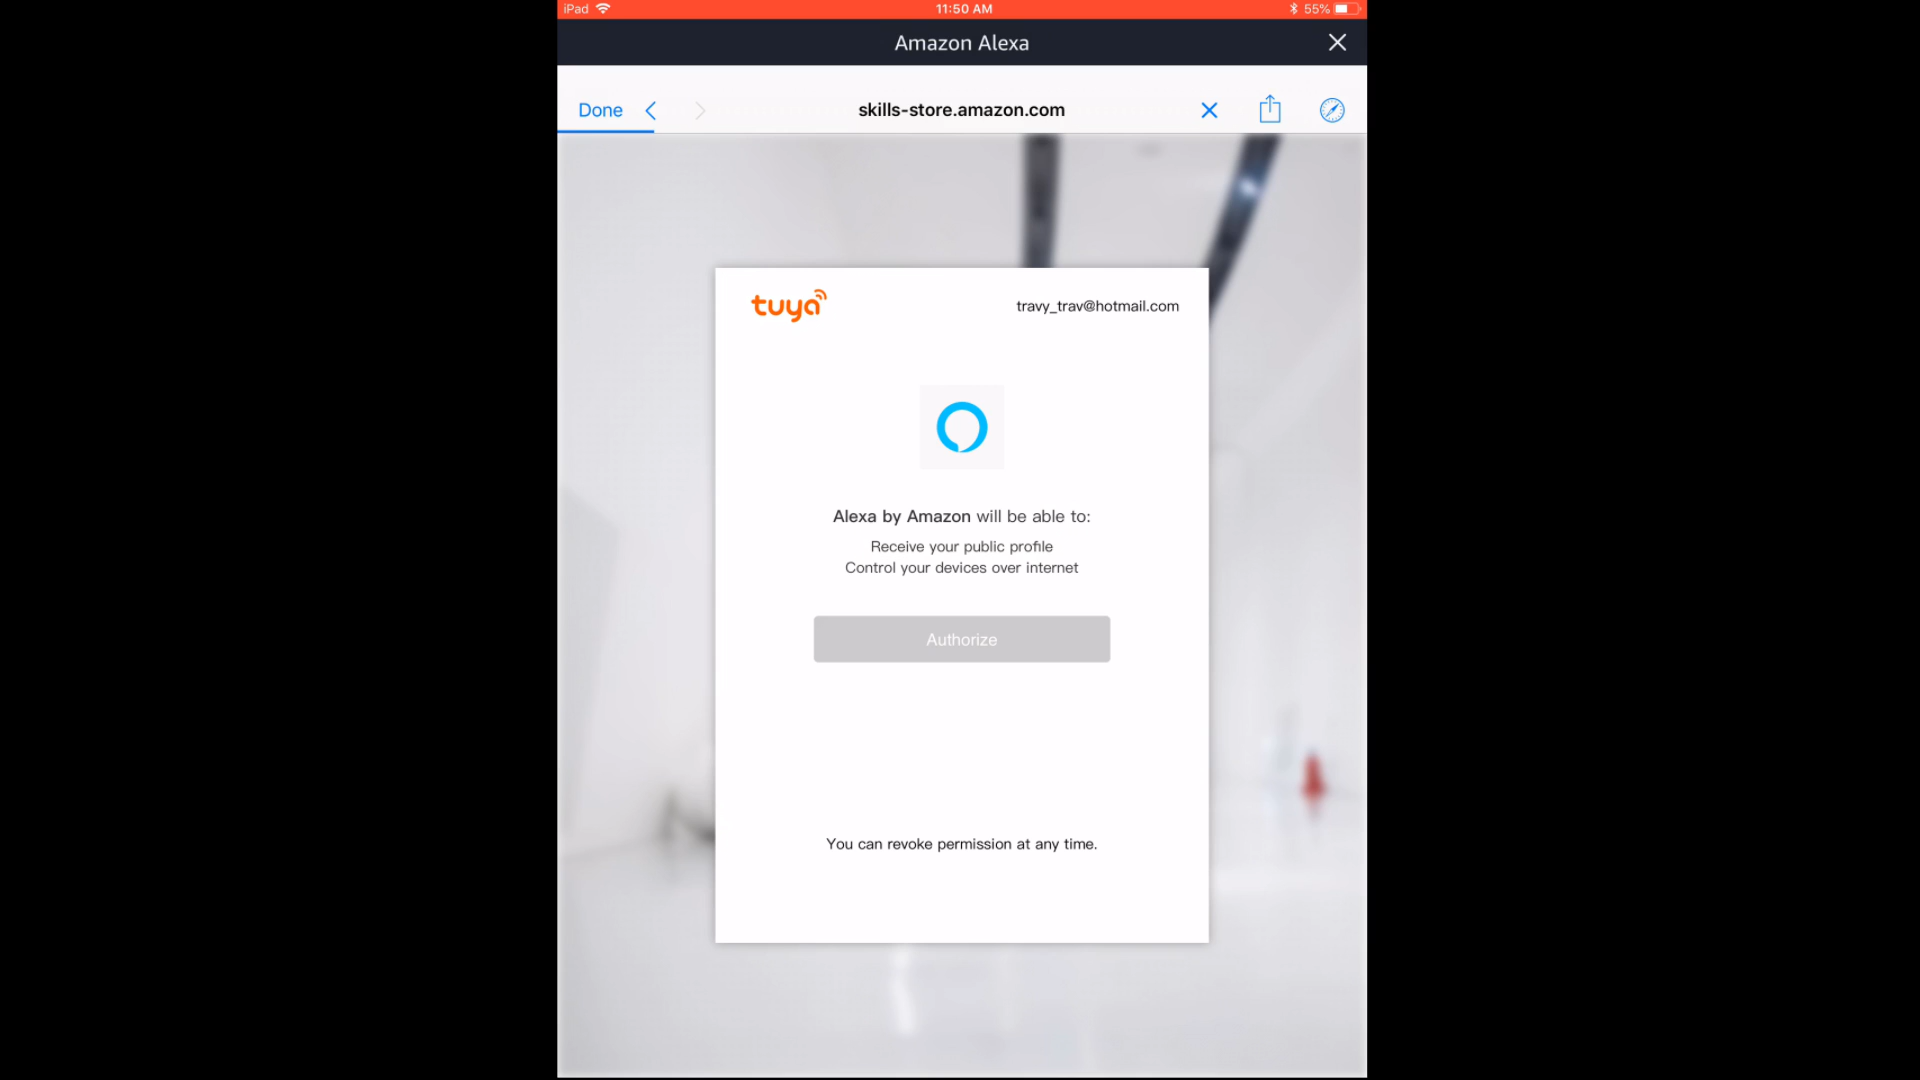 iPad 11:50 AM 55%
Amazon Alexa
Done skills-store.amazon.com
tuya travy_trav@hotmail.com
Alexa by Amazon will be able to:
Receive your public profile
Control your devices over internet
Authorize
You can revoke permission at any time.